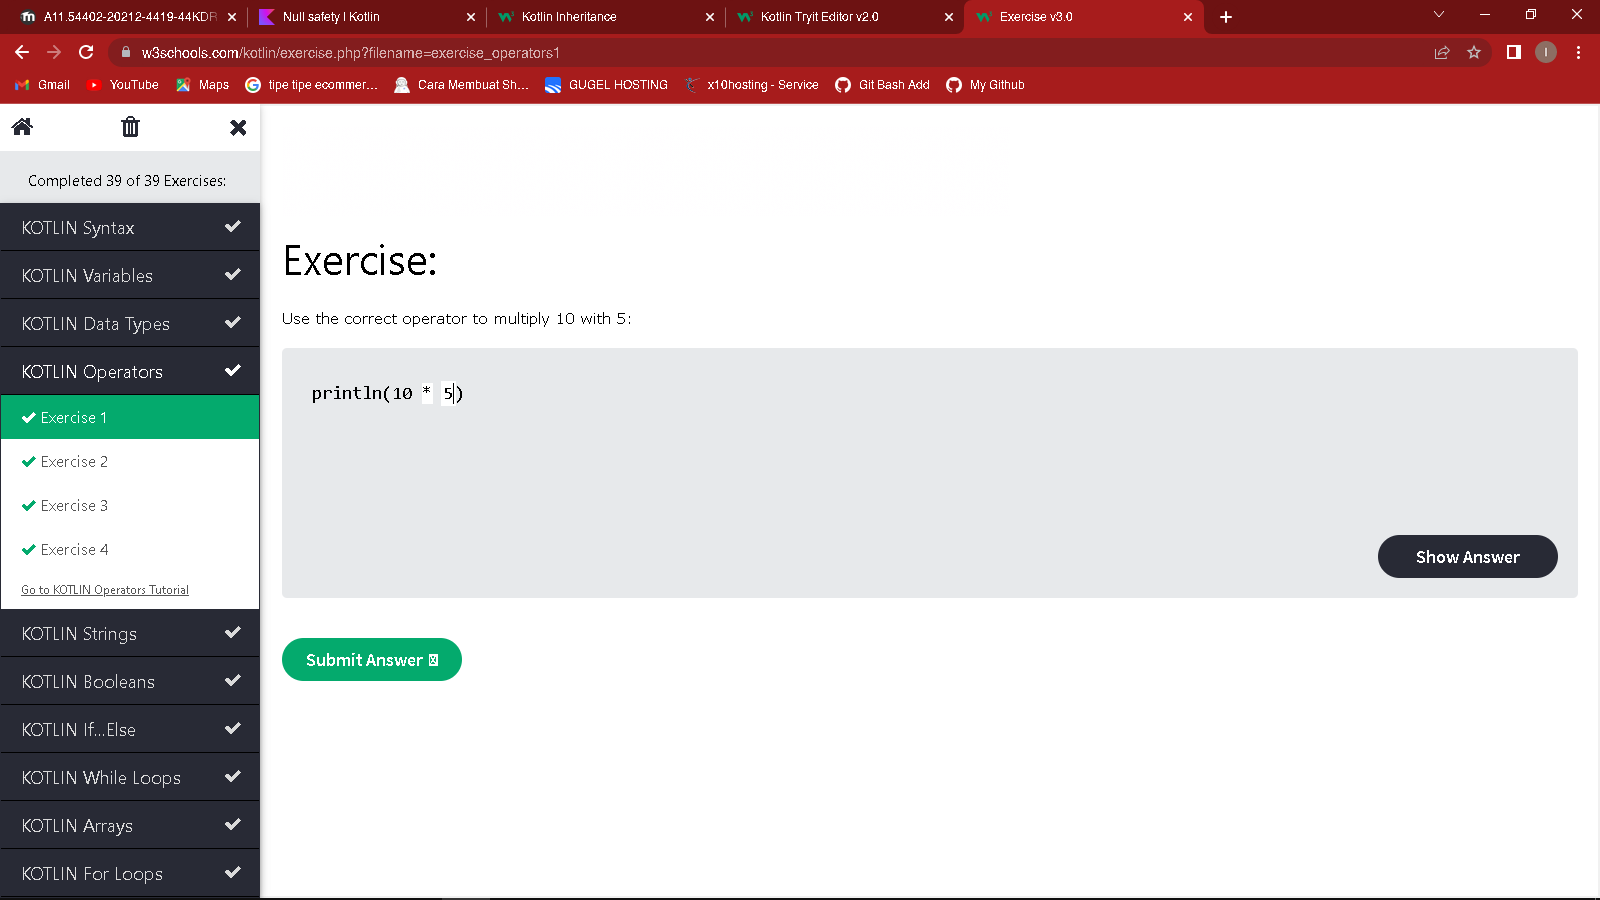 A11.54402-20212-4419-44KDR
Null safety | Kotlin
Kotlin Inheritance
Kotlin Tryit Editor v2.0
Exercise v3.0
w3schools.com/kotlin/exercise.php?filename=exercise_operators1
I
Gmail
YouTube
Maps
tipe tipe ecommer...
Cara Membuat Sh...
GUGEL HOSTING
x10hosting - Service
Git Bash Add
My Github
Completed 39 of 39 Exercises:
KOTLIN Syntax
KOTLIN Variables
KOTLIN Data Types
KOTLIN Operators
Exercise 1
Exercise 2
Exercise 3
Exercise 4
Go to KOTLIN Operators Tutorial
KOTLIN Strings
KOTLIN Booleans
KOTLIN If...Else
KOTLIN While Loops
KOTLIN Arrays
KOTLIN For Loops
Exercise:
Use the correct operator to multiply 10 with 5:
println(10 * 5)
Show Answer
Submit Answer